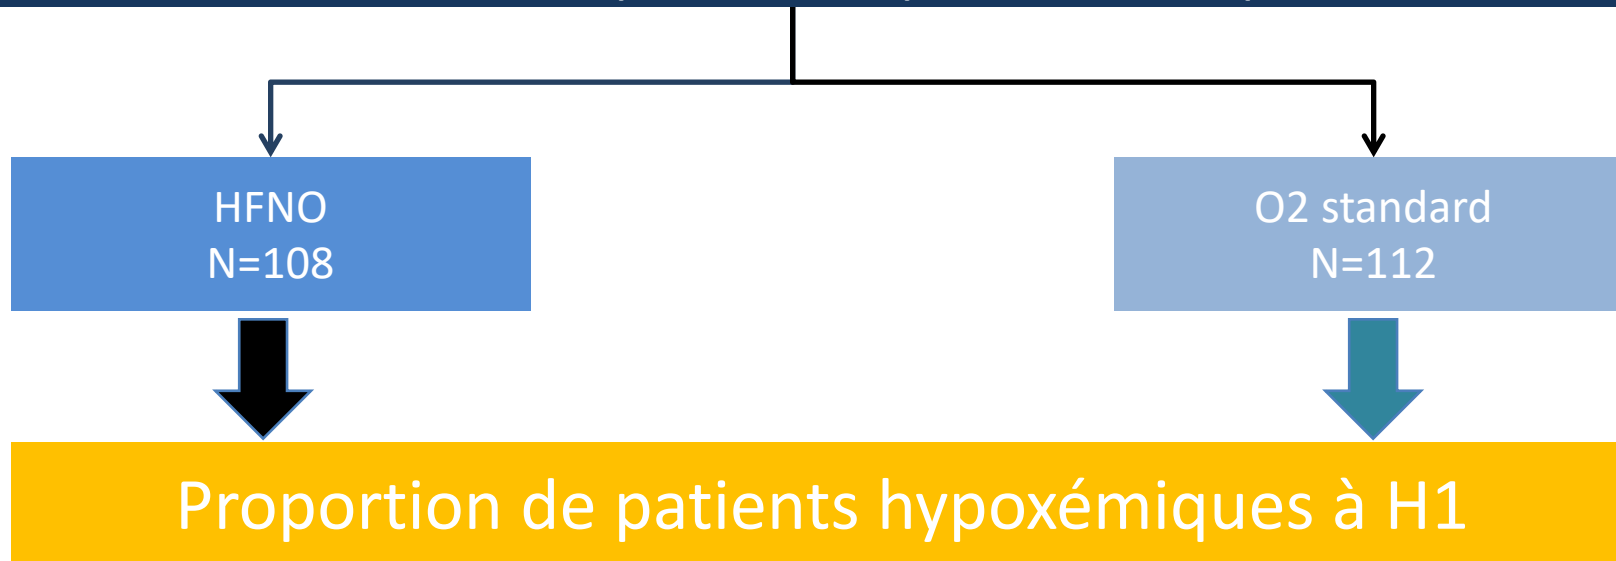 HFNO
N=108
O2 standard
N=112
Proportion de patients hypoxémiques à H1